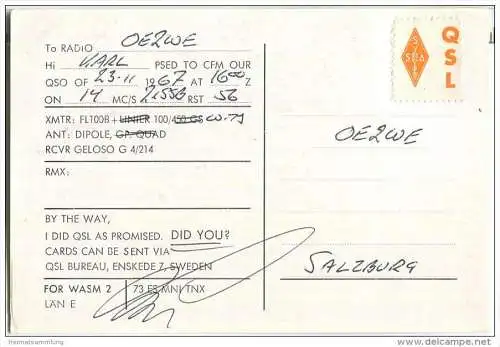 To RADIO OE2WE
Hi KARL PSED TO CFM OUR
QSO OF 23-11 1967 AT 1600 Z
ON 14 MC/S 2XSSB RST 56
XMTR: FL100B + LINIER 100/450
ANT: DIPOLE, GP. QUAD
RCVR GELOSO G 4/214
RMX:
BY THE WAY,
I DID QSL AS PROMISED. DID YOU?
CARDS CAN BE SENT VIA
QSL BUREAU, ENSKEDE 7, SWEDEN
FOR WASM 2 73 ES MNI TNX
LÄN E
QSL
OE2WE
SALZBURG
Heimatsammlung
www.delcampe.net